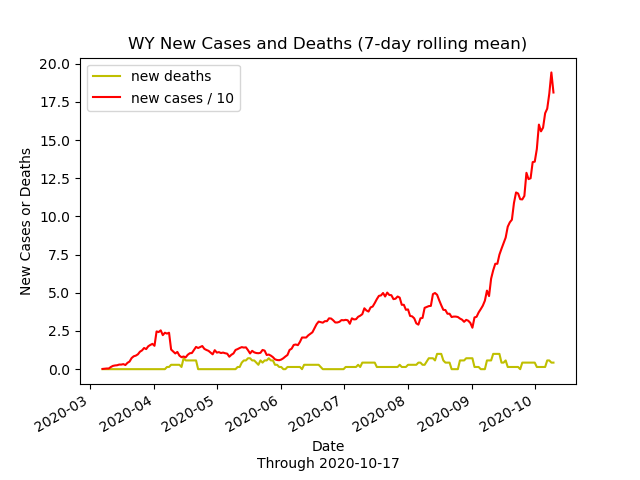 WY New Cases and Deaths (7-day rolling mean)
new deaths
new cases / 10
New Cases or Deaths
20.0
17.5
15.0
12.5
10.0
7.5
5.0
2.5
0.0
2020-03
2020-04
2020-05
2020-06
2020-07
2020-08
2020-09
2020-10
Date
Through 2020-10-17